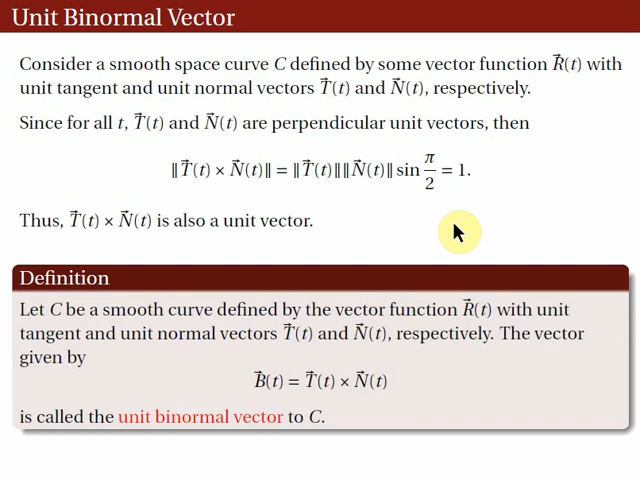 Unit Binormal Vector
Consider a smooth space curve C defined by some vector function R⃗(t) with
unit tangent and unit normal vectors T⃗(t) and N⃗(t), respectively.
Since for all t, T⃗(t) and N⃗(t) are perpendicular unit vectors, then
‖T⃗(t) × N⃗(t)‖ = ‖T⃗(t)‖‖N⃗(t)‖ sin π/2 = 1.
Thus, T⃗(t) × N⃗(t) is also a unit vector.
Definition
Let C be a smooth curve defined by the vector function R⃗(t) with unit
tangent and unit normal vectors T⃗(t) and N⃗(t), respectively. The vector
given by
B⃗(t) = T⃗(t) × N⃗(t)
is called the unit binormal vector to C.